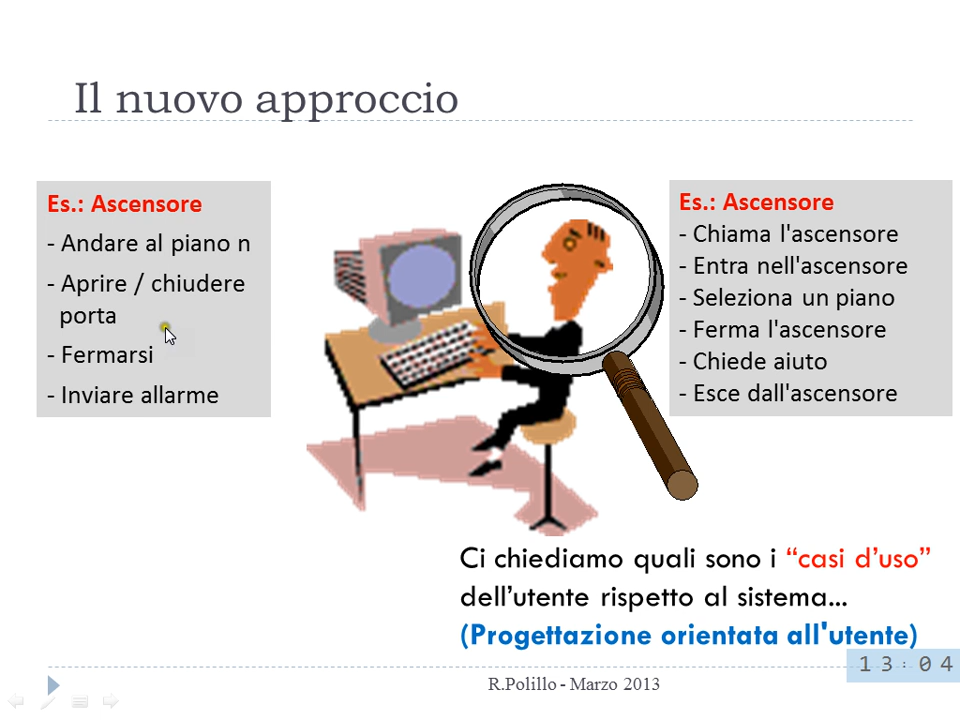 Il nuovo approccio
Es.: Ascensore
- Andare al piano n
- Aprire / chiudere
porta
- Fermarsi
- Inviare allarme
Es.: Ascensore
- Chiama l'ascensore
- Entra nell'ascensore
- Seleziona un piano
- Ferma l'ascensore
- Chiede aiuto
- Esce dall'ascensore
Ci chiediamo quali sono i “casi d’uso”
dell’utente rispetto al sistema...
(Progettazione orientata all'utente)
13:04
R.Polillo - Marzo 2013